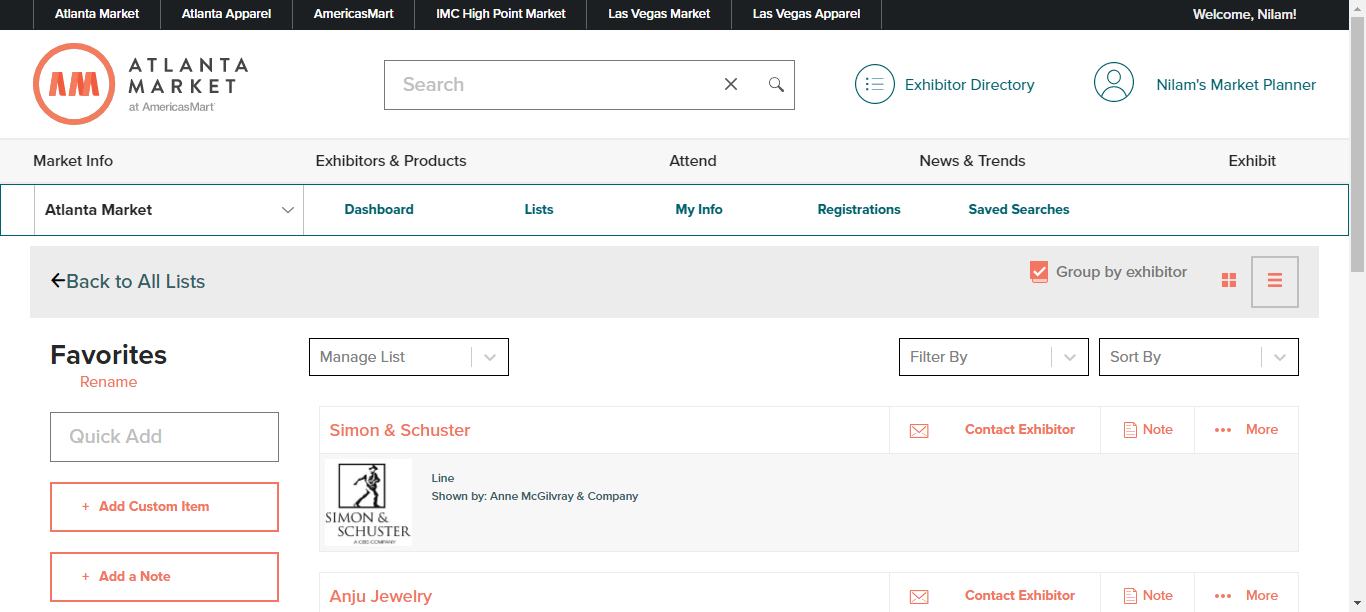 Atlanta Market Atlanta Apparel AmericasMart IMC High Point Market Las Vegas Market Las Vegas Apparel Welcome, Nilam!
AM ATLANTA
MARKET
at AmericasMart
Search
Exhibitor Directory
Nilam's Market Planner
Market Info Exhibitors & Products Attend News & Trends Exhibit
Atlanta Market Dashboard Lists My Info Registrations Saved Searches
Back to All Lists
Group by exhibitor
Favorites
Rename
Manage List Filter By Sort By
Quick Add
+ Add Custom Item
+ Add a Note
Simon & Schuster Contact Exhibitor Note More
SIMON &
SCHUSTER
A CBS COMPANY
Line
Shown by: Anne McGilvray & Company
Anju Jewelry Contact Exhibitor Note More